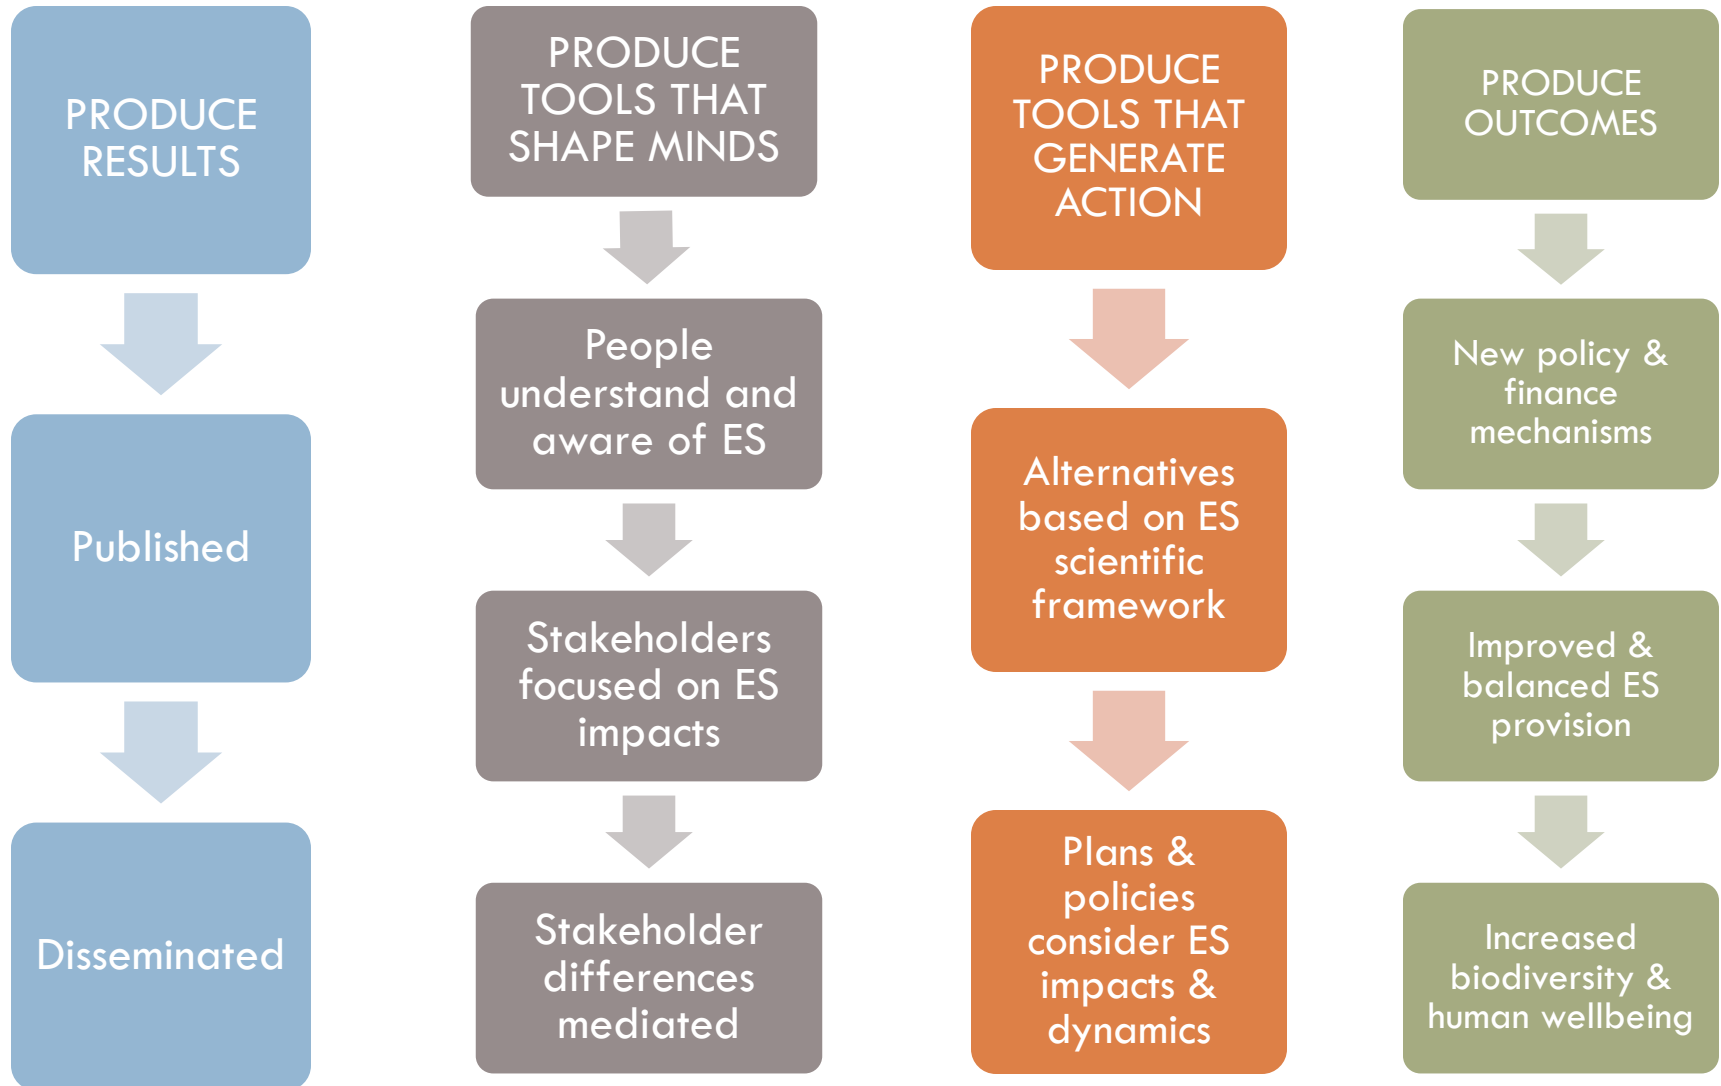 PRODUCE
RESULTS
Published
Disseminated
PRODUCE
TOOLS THAT
SHAPE MINDS
People
understand and
aware of ES
Stakeholders
focused on ES
impacts
Stakeholder
differences
mediated
PRODUCE
TOOLS THAT
GENERATE
ACTION
Alternatives
based on ES
scientific
framework
Plans &
policies
consider ES
impacts &
dynamics
PRODUCE
OUTCOMES
New policy &
finance
mechanisms
Improved &
balanced ES
provision
Increased
biodiversity &
human wellbeing